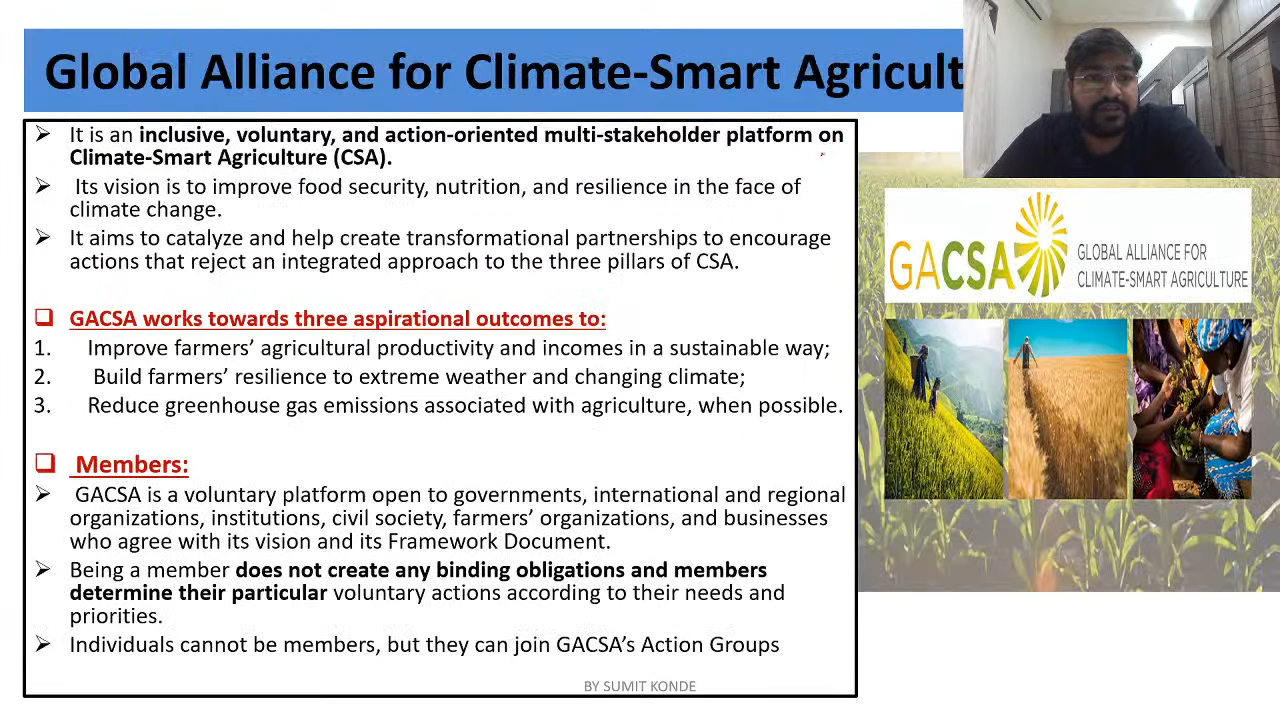 Global Alliance for Climate-Smart Agricult
It is an inclusive, voluntary, and action-oriented multi-stakeholder platform on
Climate-Smart Agriculture (CSA).
Its vision is to improve food security, nutrition, and resilience in the face of
climate change.
It aims to catalyze and help create transformational partnerships to encourage
actions that reject an integrated approach to the three pillars of CSA.
GACSA works towards three aspirational outcomes to:
1. Improve farmers’ agricultural productivity and incomes in a sustainable way;
2. Build farmers’ resilience to extreme weather and changing climate;
3. Reduce greenhouse gas emissions associated with agriculture, when possible.
Members:
GACSA is a voluntary platform open to governments, international and regional
organizations, institutions, civil society, farmers’ organizations, and businesses
who agree with its vision and its Framework Document.
Being a member does not create any binding obligations and members
determine their particular voluntary actions according to their needs and
priorities.
Individuals cannot be members, but they can join GACSA’s Action Groups
BY SUMIT KONDE
GACSA
GLOBAL ALLIANCE FOR
CLIMATE-SMART AGRICULTURE